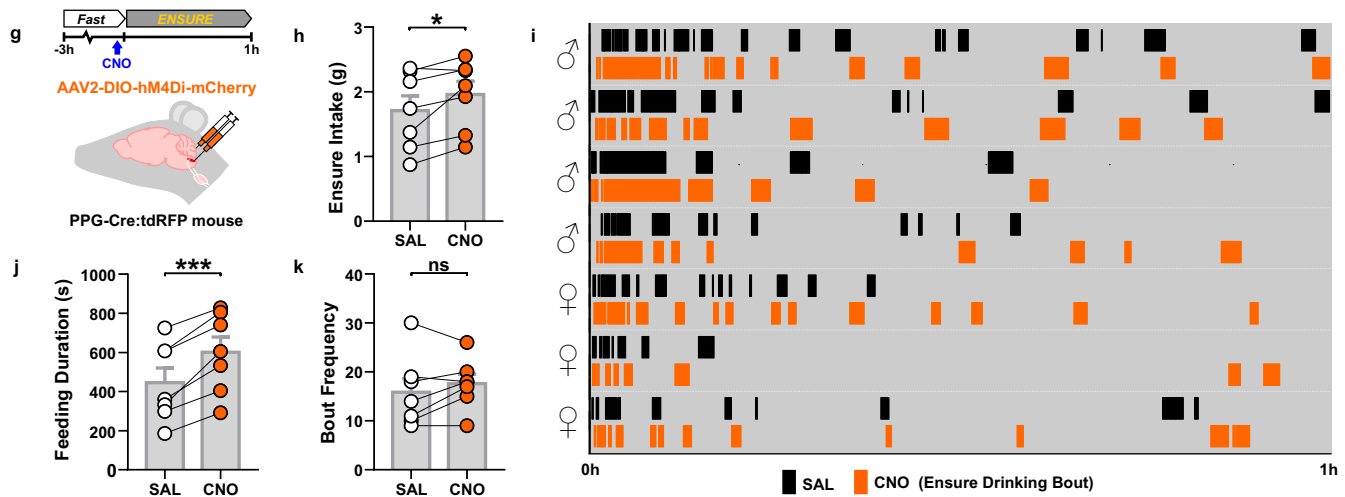 g
Fast
ENSURE
-3h
1h
CNO
AAV2-DIO-hM4Di-mCherry
PPG-Cre:tdRFP mouse
h
*
Ensure Intake (g)
3
2
1
0
SAL CNO
i
♂
♂
♂
♂
♀
♀
♀
0h
1h
SAL CNO (Ensure Drinking Bout)
j
***
Feeding Duration (s)
1000
800
600
400
200
0
SAL CNO
k
ns
Bout Frequency
40
30
20
10
0
SAL CNO